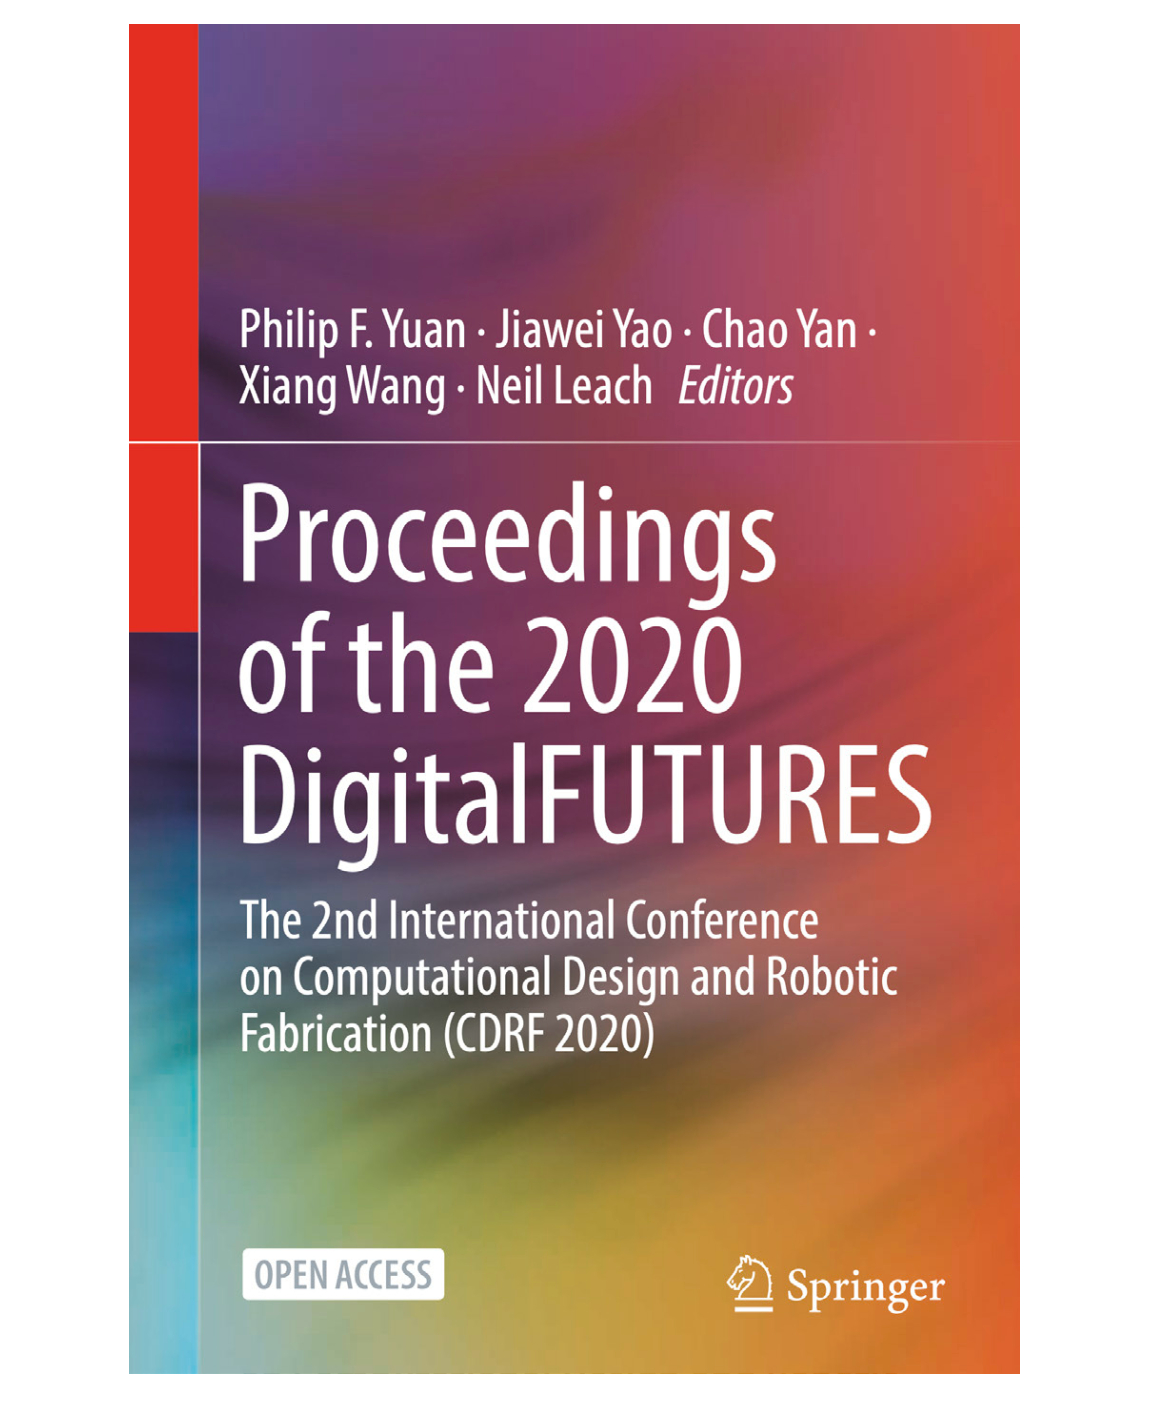 Philip F. Yuan · Jiawei Yao · Chao Yan ·
Xiang Wang · Neil Leach Editors
Proceedings
of the 2020
DigitalFUTURES
The 2nd International Conference
on Computational Design and Robotic
Fabrication (CDRF 2020)
OPEN ACCESS
Springer